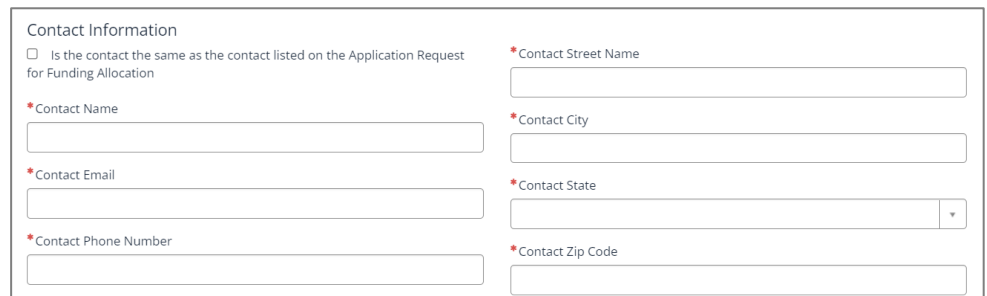 Contact Information
Is the contact the same as the contact listed on the Application Request
for Funding Allocation
*Contact Name
*Contact Email
*Contact Phone Number
*Contact Street Name
*Contact City
*Contact State
*Contact Zip Code